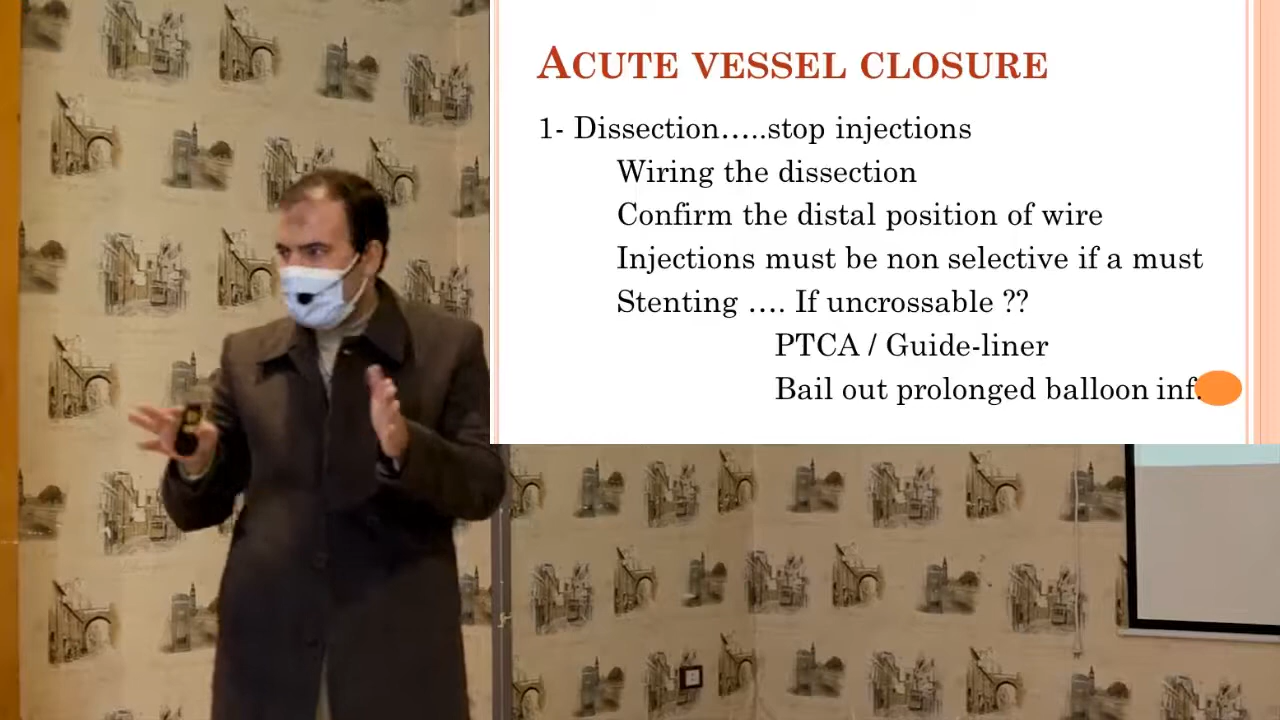 ACUTE VESSEL CLOSURE
1- Dissection…..stop injections
Wiring the dissection
Confirm the distal position of wire
Injections must be non selective if a must
Stenting …. If uncrossable ??
PTCA / Guide-liner
Bail out prolonged balloon inf.